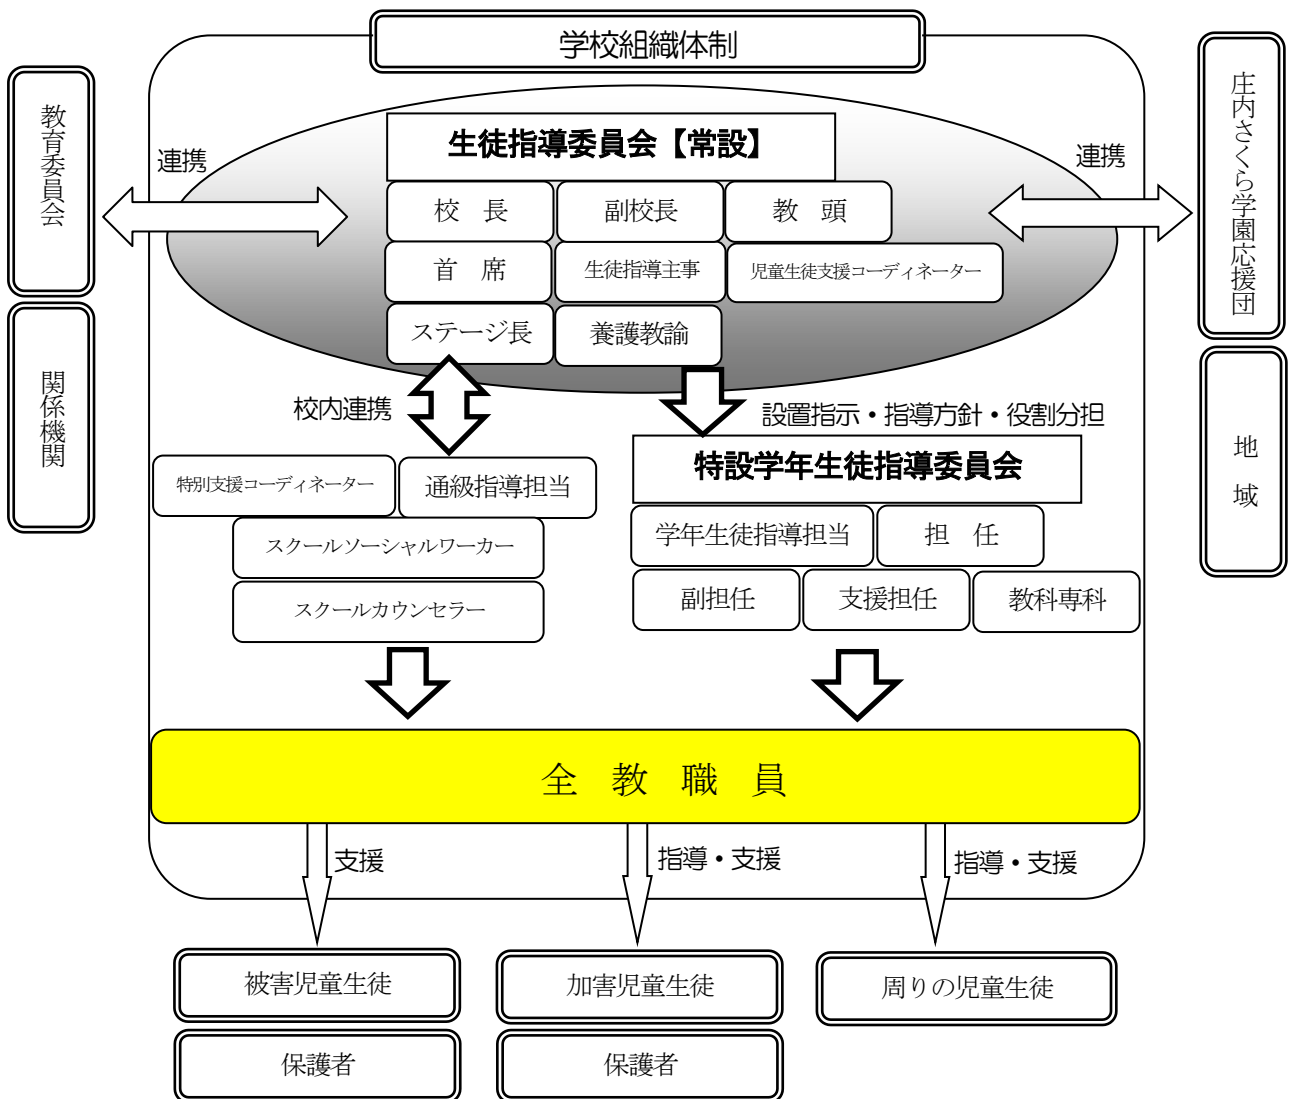 学校組織体制
教育委員会
関係機関
庄内さくら学園応援団
地 域
連携
連携
生徒指導委員会【常設】
校 長
副校長
教 頭
首 席
生徒指導主事
児童生徒支援コーディネーター
ステージ長
養護教諭
校内連携
設置指示・指導方針・役割分担
特別支援コーディネーター
通級指導担当
スクールソーシャルワーカー
スクールカウンセラー
特設学年生徒指導委員会
学年生徒指導担当
担 任
副担任
支援担任
教科専科
全 教 職 員
支援
指導・支援
指導・支援
被害児童生徒
保護者
加害児童生徒
保護者
周りの児童生徒